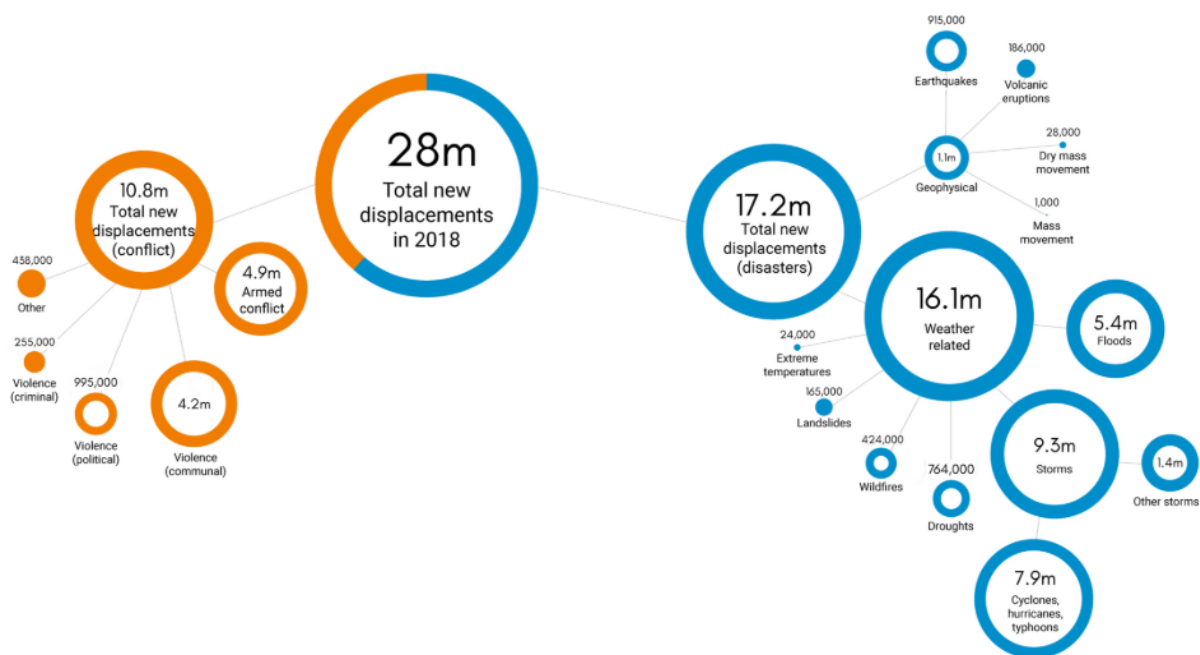 28m
Total new
displacements
in 2018
10.8m
Total new
displacements
(conflict)
438,000
Other
255,000
Violence
(criminal)
995,000
Violence
(political)
4.2m
Violence
(communal)
4.9m
Armed
conflict
17.2m
Total new
displacements
(disasters)
1.1m
Geophysical
915,000
Earthquakes
186,000
Volcanic
eruptions
28,000
Dry mass
movement
1,000
Mass
movement
16.1m
Weather
related
24,000
Extreme
temperatures
165,000
Landslides
424,000
Wildfires
764,000
Droughts
5.4m
Floods
9.3m
Storms
1.4m
Other storms
7.9m
Cyclones,
hurricanes,
typhoons